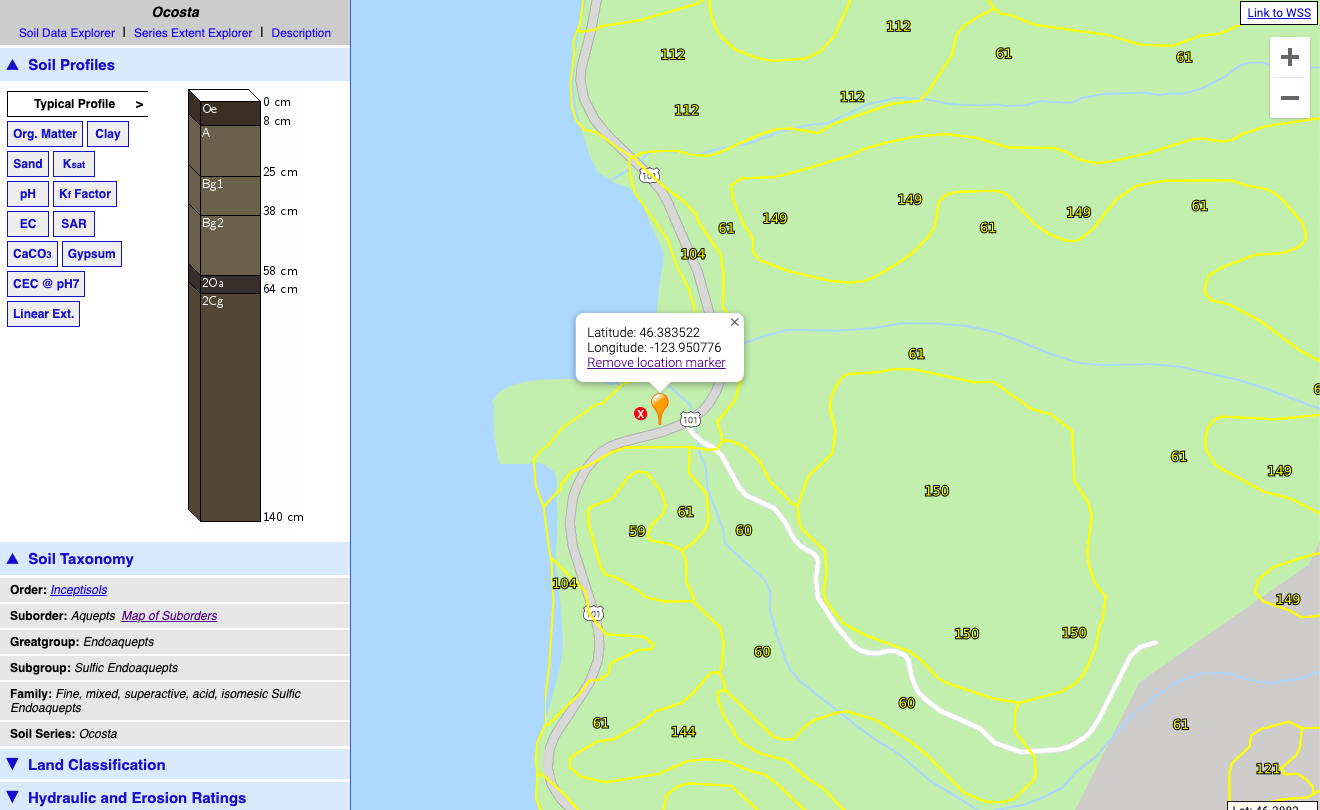 Ocosta
Soil Data Explorer | Series Extent Explorer | Description
Soil Profiles
Typical Profile >
Org. Matter Clay
Sand Ksat
pH Kf Factor
EC SAR
CaCO3 Gypsum
CEC @ pH7
Linear Ext.
Oe
A
Bg1
Bg2
2Oa
2Cg
0 cm
8 cm
25 cm
38 cm
58 cm
64 cm
140 cm
Soil Taxonomy
Order: Inceptisols
Suborder: Aquepts Map of Suborders
Greatgroup: Endoaquepts
Subgroup: Sulfic Endoaquepts
Family: Fine, mixed, superactive, acid, isomesic Sulfic
Endoaquepts
Soil Series: Ocosta
Land Classification
Hydraulic and Erosion Ratings
Link to WSS
+
−
112
112
61
61
112
112
101
149
149
149
61
61
61
104
Latitude: 46.383522
Longitude: -123.950776
Remove location marker
×
61
X
101
61
149
150
61
59
60
104
149
101
150
150
60
60
61
144
61
121